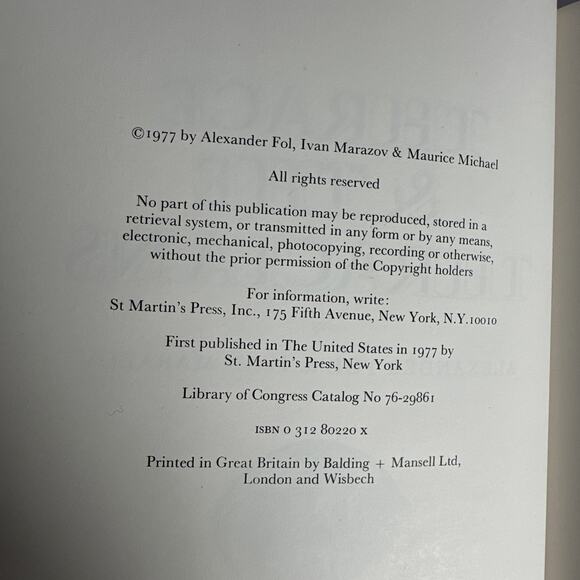 ©1977 by Alexander Fol, Ivan Marazov & Maurice Michael
All rights reserved
No part of this publication may be reproduced, stored in a
retrieval system, or transmitted in any form or by any means,
electronic, mechanical, photocopying, recording or otherwise,
without the prior permission of the Copyright holders
For information, write:
St Martin's Press, Inc., 175 Fifth Avenue, New York, N.Y.10010
First published in The United States in 1977 by
St. Martin's Press, New York
Library of Congress Catalog No 76-29861
ISBN 0 312 80220 X
Printed in Great Britain by Balding + Mansell Ltd,
London and Wisbech